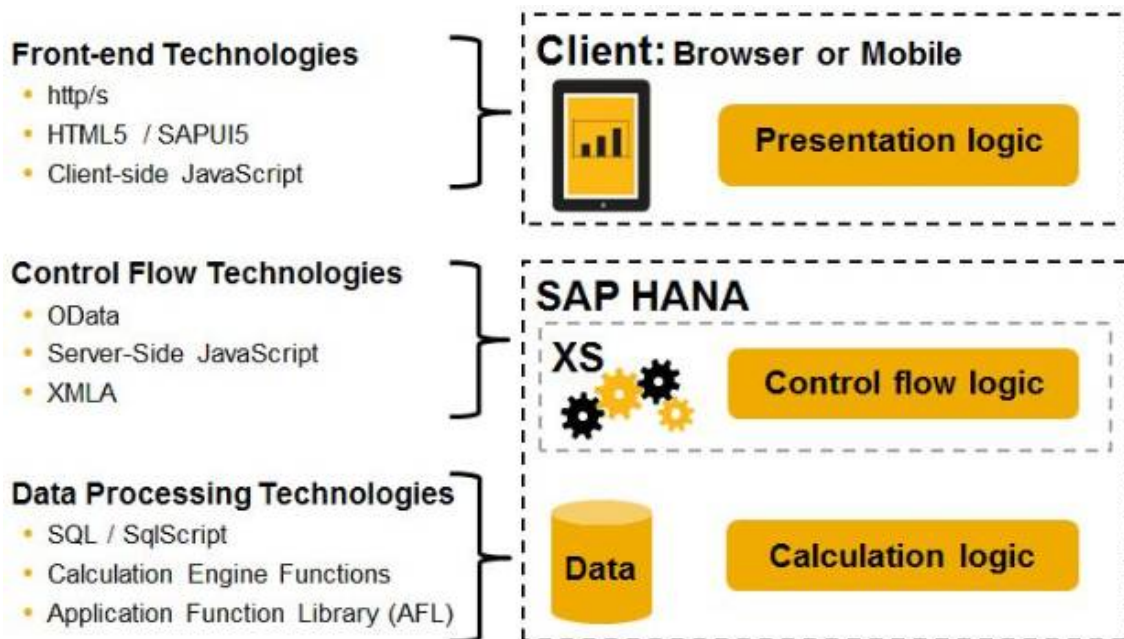 Front-end Technologies
http/s
HTML5 / SAPUI5
Client-side JavaScript
Client: Browser or Mobile
Presentation logic
Control Flow Technologies
OData
Server-Side JavaScript
XMLA
SAP HANA
XS
Control flow logic
Data Processing Technologies
SQL / SqlScript
Calculation Engine Functions
Application Function Library (AFL)
Data
Calculation logic